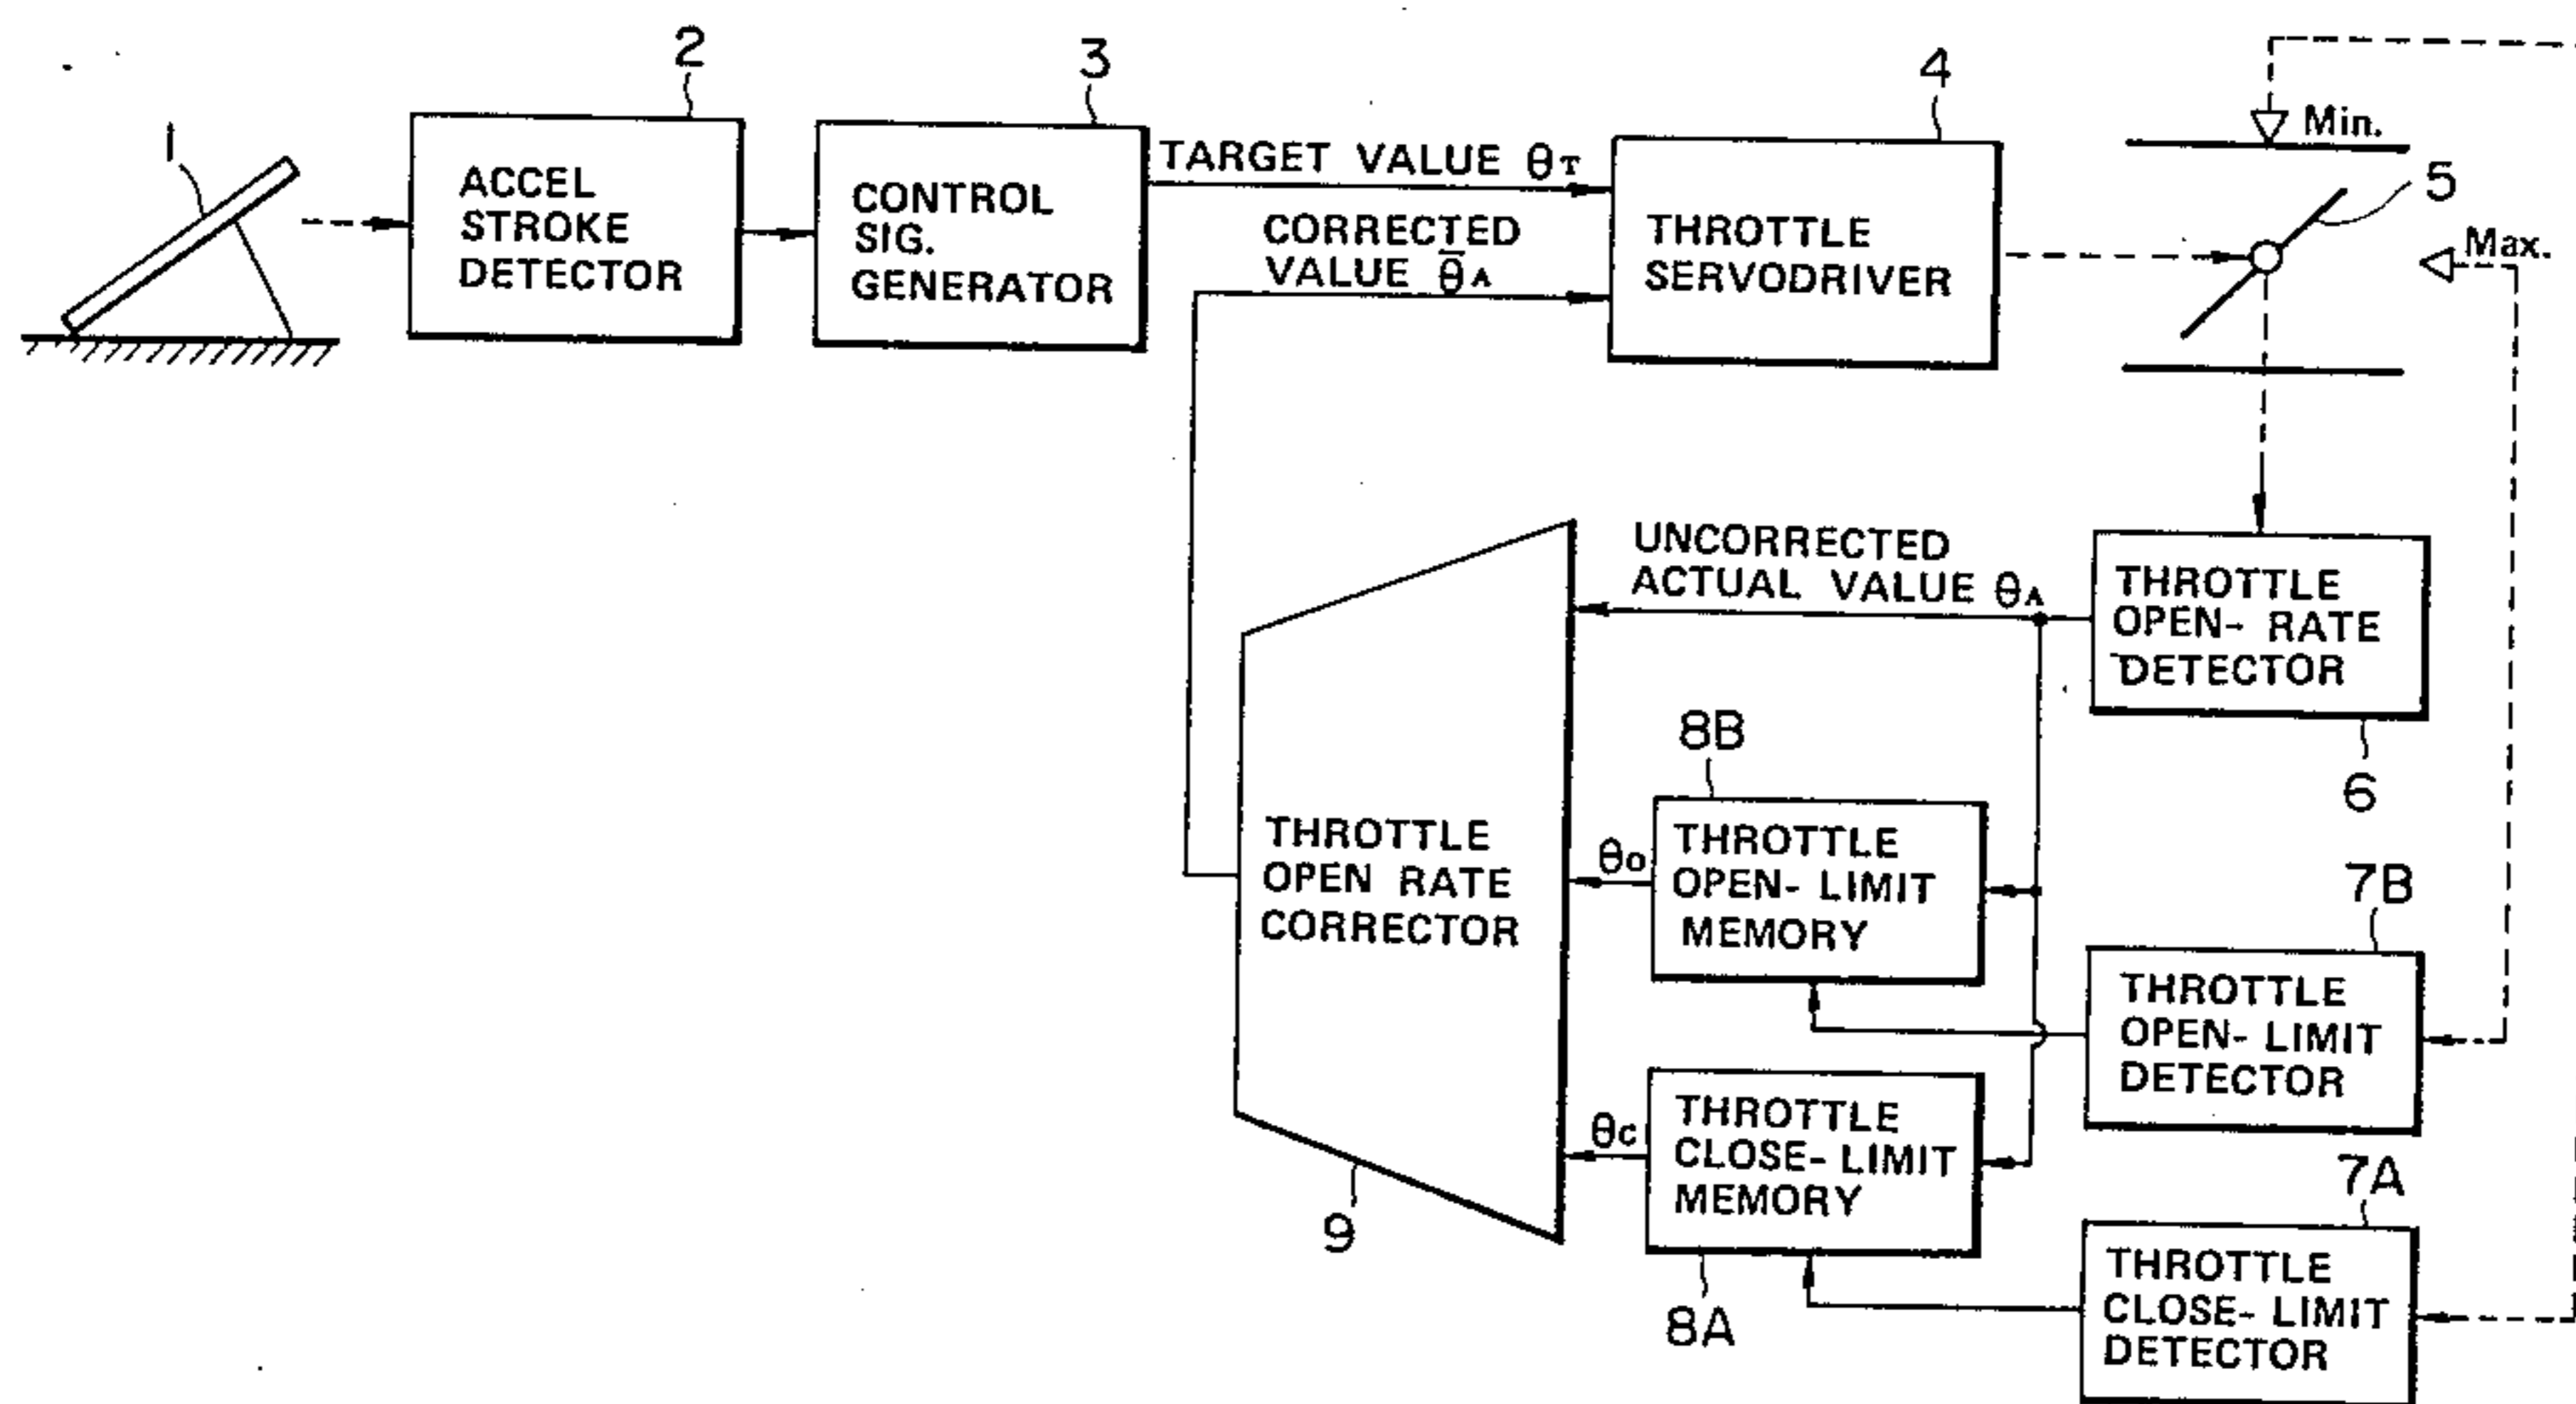 1
2
3
4
5
6
7A
7B
8A
8B
9
ACCEL
STROKE
DETECTOR
CONTROL
SIG.
GENERATOR
TARGET VALUE θT
CORRECTED
VALUE θ̄A
THROTTLE
SERVODRIVER
Min.
Max.
UNCORRECTED
ACTUAL VALUE θA
THROTTLE
OPEN- RATE
DETECTOR
THROTTLE
OPEN RATE
CORRECTOR
θo
THROTTLE
OPEN- LIMIT
MEMORY
THROTTLE
OPEN- LIMIT
DETECTOR
θc
THROTTLE
CLOSE- LIMIT
MEMORY
THROTTLE
CLOSE- LIMIT
DETECTOR